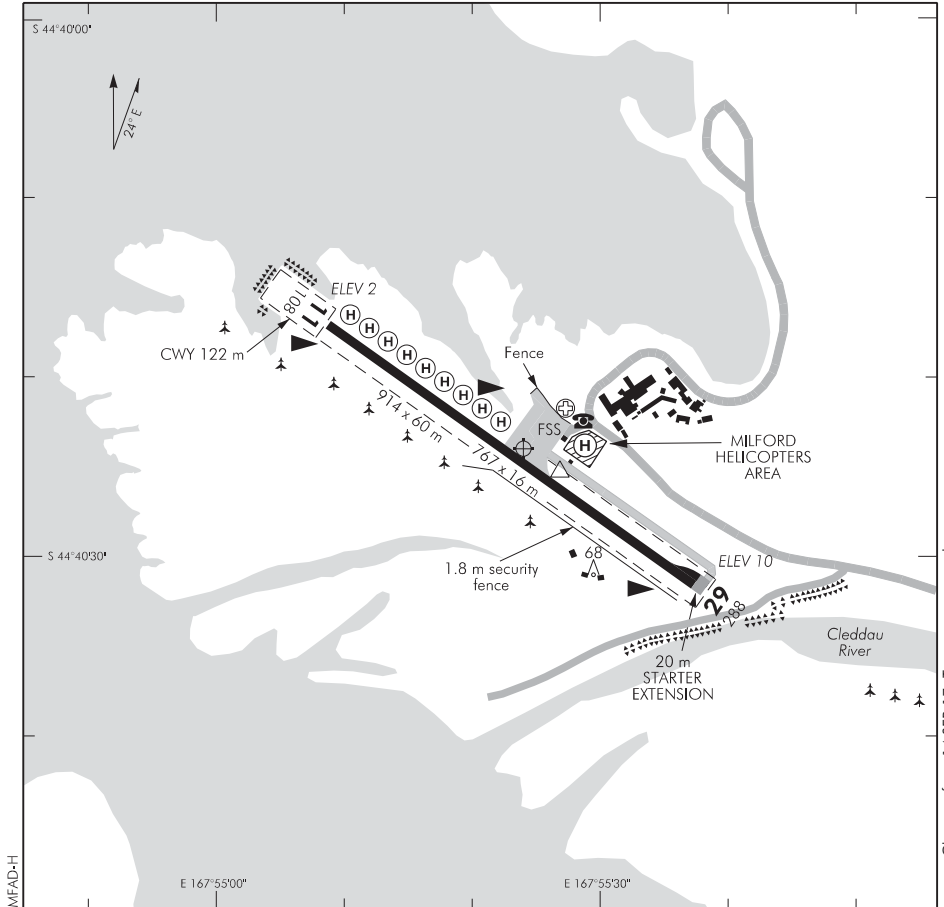 S 44°40'00"
24° E
ELEV 2
108
11
CWY 122 m
Fence
H
H
H
H
H
H
H
H
H
914 x 60 m
FSS
H
MILFORD
HELICOPTERS
AREA
767 x 16 m
S 44°40'30"
1.8 m security
fence
68
ELEV 10
29
288
Cleddau
River
20 m
STARTER
EXTENSION
E 167°55'00"
E 167°55'30"
MFAD-H